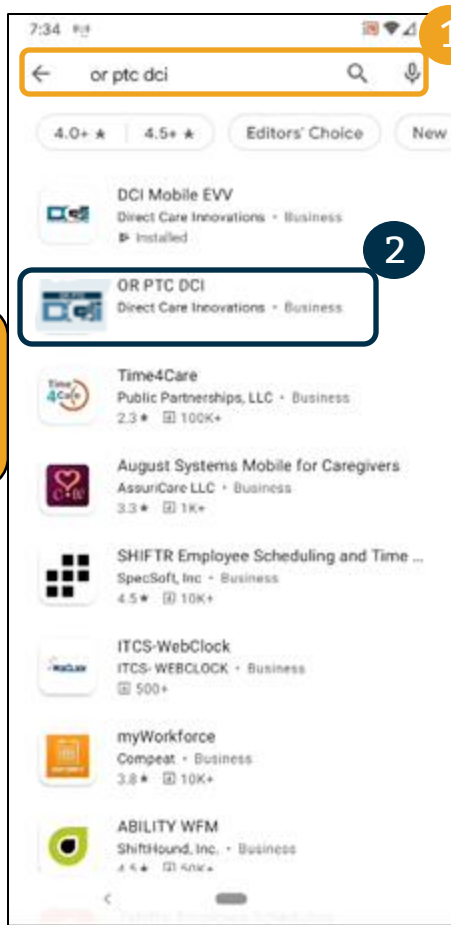 7:34
1
or ptc dci
4.0+ ★ 4.5+ ★ Editors' Choice New
DCI Mobile EVV
Direct Care Innovations • Business
Installed
2
OR PTC DCI
Direct Care Innovations • Business
Time4Care
Public Partnerships, LLC • Business
2.3 ★ 100K+
August Systems Mobile for Caregivers
AssuriCare LLC • Business
3.3 ★ 1K+
SHIFTR Employee Scheduling and Time ...
SpecSoft, Inc • Business
4.5 ★ 10K+
ITCS-WebClock
ITCS- WEBCLOCK • Business
500+
myWorkforce
Compeat • Business
3.8 ★ 10K+
ABILITY WFM
ShiftHound, Inc. • Business
4.5 ★ 50K+